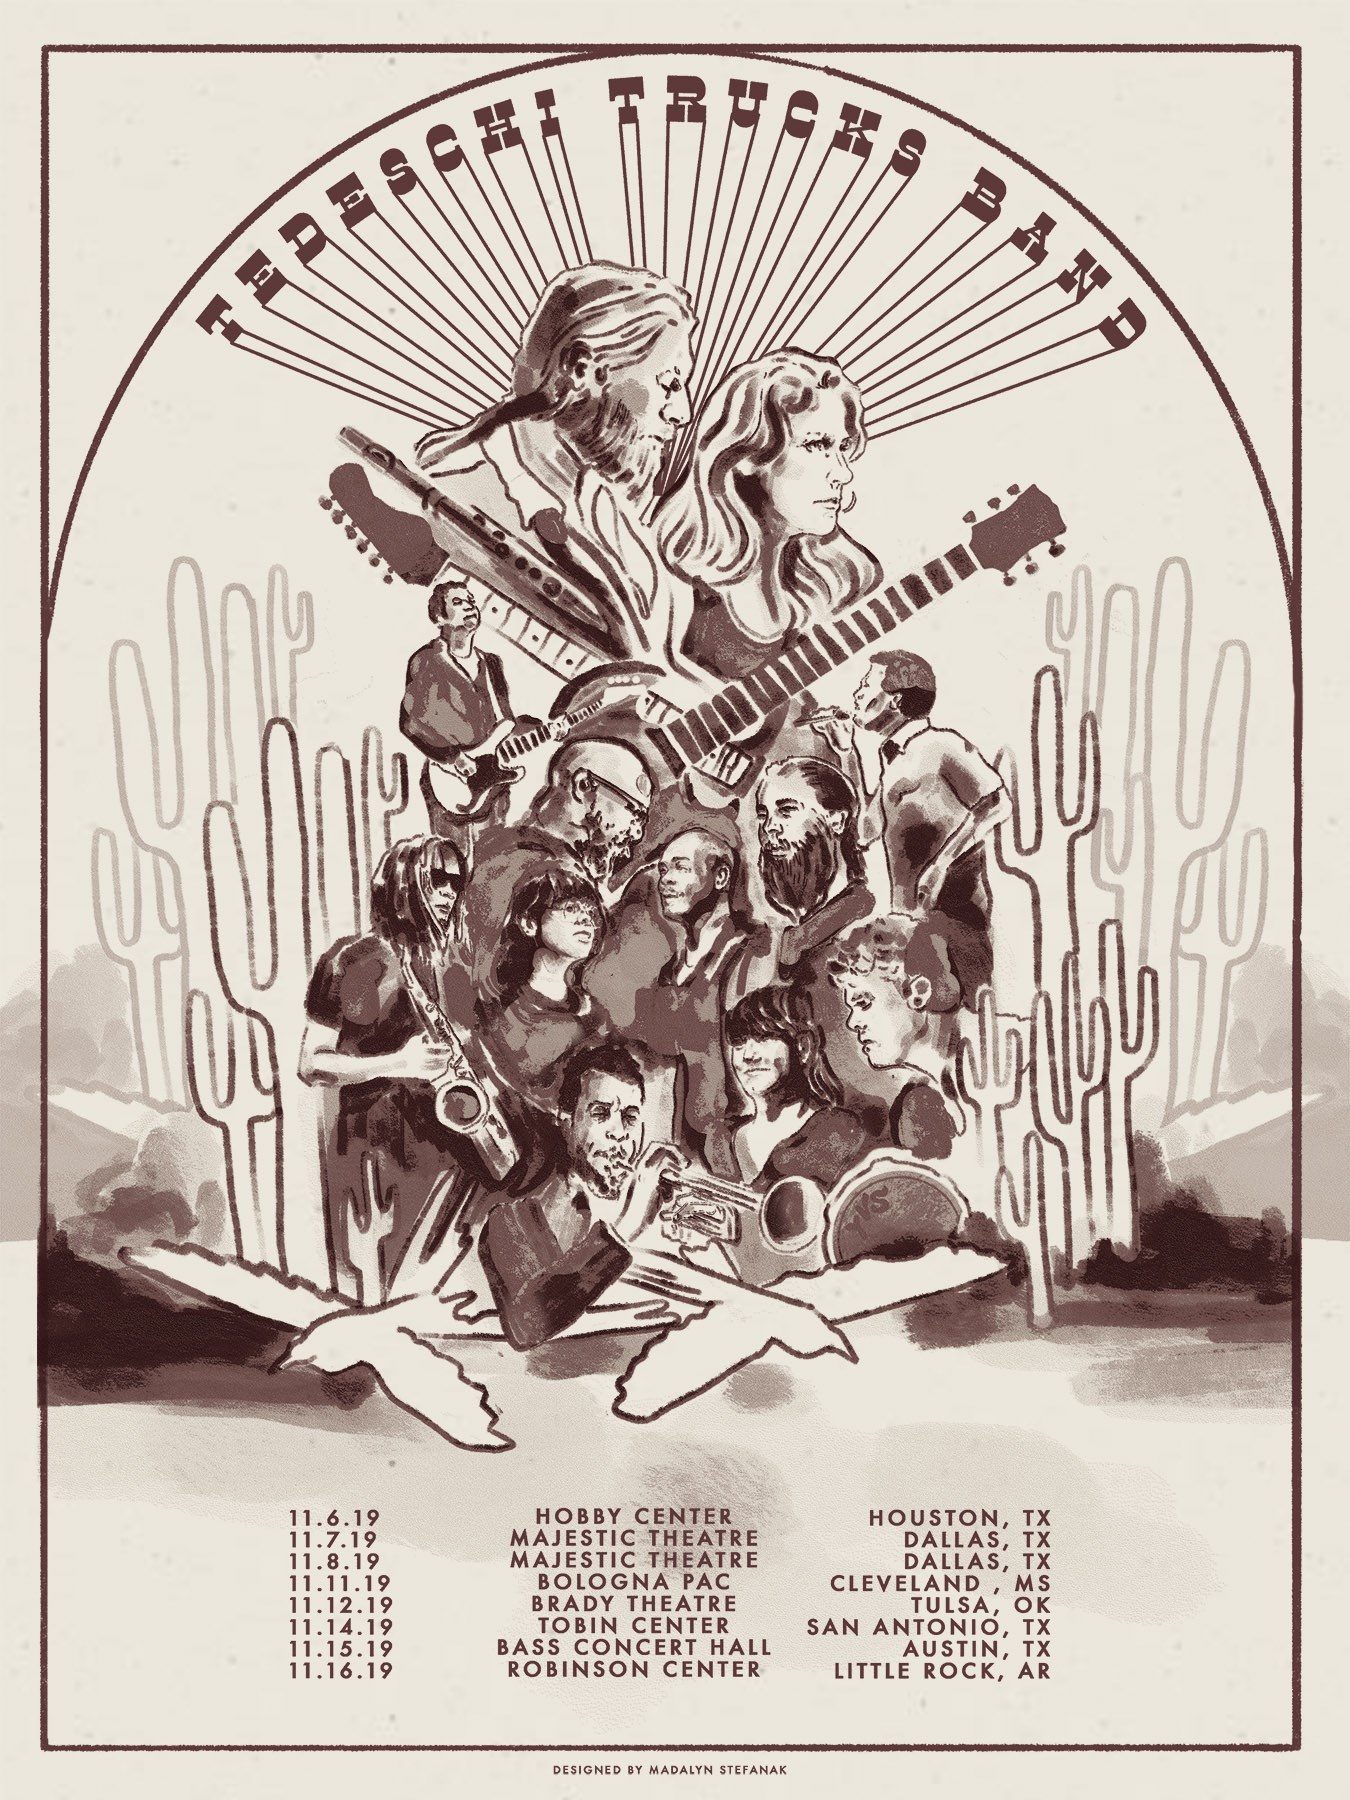 TEDESCHI TRUCKS BAND
11.6.19 HOBBY CENTER HOUSTON, TX
11.7.19 MAJESTIC THEATRE DALLAS, TX
11.8.19 MAJESTIC THEATRE DALLAS, TX
11.11.19 BOLOGNA PAC CLEVELAND , MS
11.12.19 BRADY THEATRE TULSA, OK
11.14.19 TOBIN CENTER SAN ANTONIO, TX
11.15.19 BASS CONCERT HALL AUSTIN, TX
11.16.19 ROBINSON CENTER LITTLE ROCK, AR
DESIGNED BY MADALYN STEFANAK